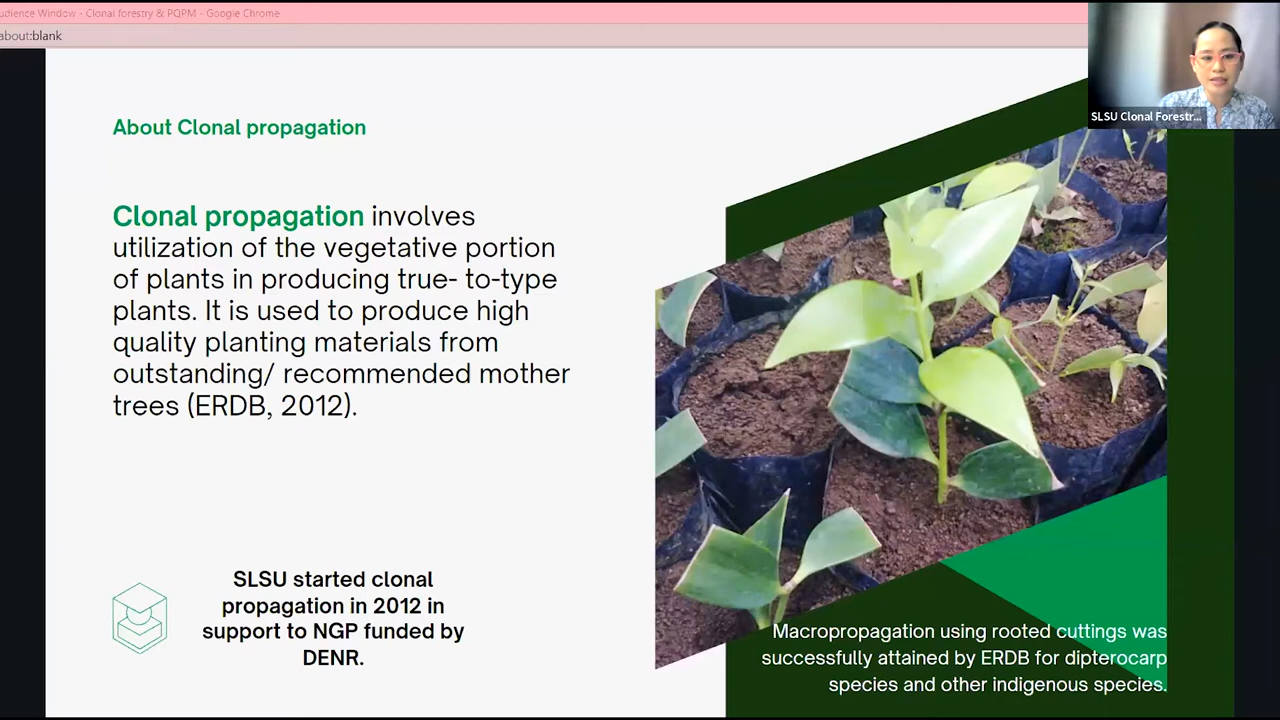 udience Window - Clonal forestry & PQPM - Google Chrome
about:blank
SLSU Clonal Forestr...
About Clonal propagation
Clonal propagation involves
utilization of the vegetative portion
of plants in producing true- to-type
plants. It is used to produce high
quality planting materials from
outstanding/ recommended mother
trees (ERDB, 2012).
SLSU started clonal
propagation in 2012 in
support to NGP funded by
DENR.
Macropropagation using rooted cuttings was
successfully attained by ERDB for dipterocarp
species and other indigenous species.